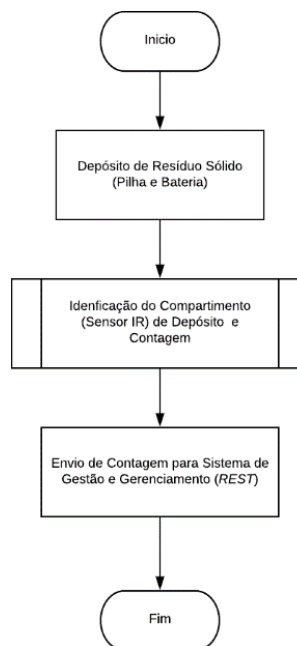 Inicio
Depósito de Resíduo Sólido
(Pilha e Bateria)
Idenficação do Compartimento
(Sensor IR) de Depósito e
Contagem
Envio de Contagem para Sistema de
Gestão e Gerenciamento (REST)
Fim